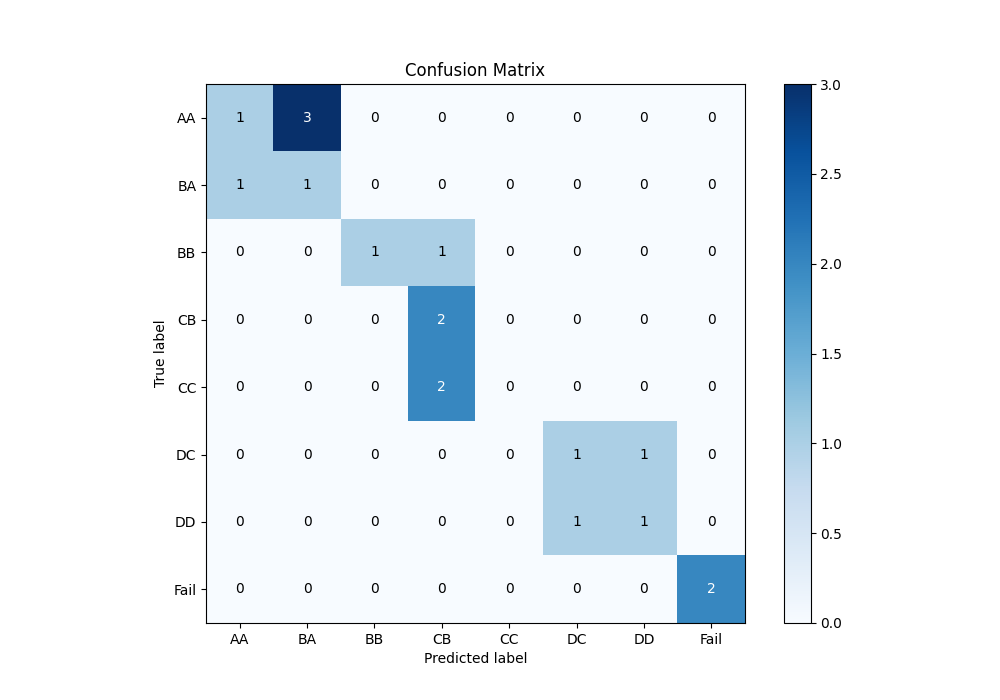 Confusion Matrix
True label
AA 1 3 0 0 0 0 0 0
BA 1 1 0 0 0 0 0 0
BB 0 0 1 1 0 0 0 0
CB 0 0 0 2 0 0 0 0
CC 0 0 0 2 0 0 0 0
DC 0 0 0 0 0 1 1 0
DD 0 0 0 0 0 1 1 0
Fail 0 0 0 0 0 0 0 2
AA BA BB CB CC DC DD Fail
Predicted label
3.0
2.5
2.0
1.5
1.0
0.5
0.0